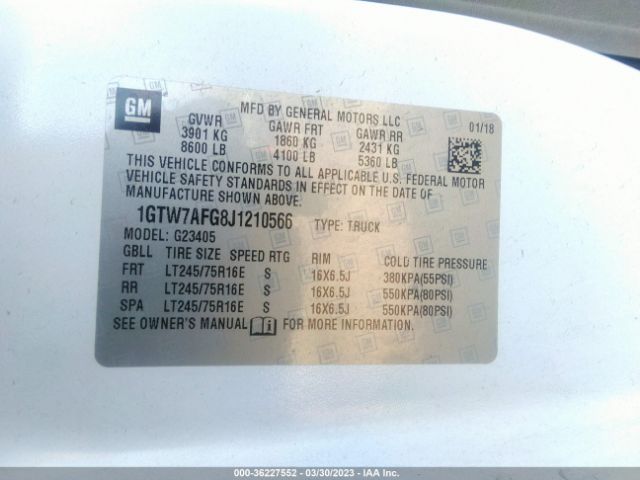 GM
MFD BY GENERAL MOTORS LLC
01/18
GVWR GAWR FRT GAWR RR
3901 KG 1860 KG 2431 KG
8600 LB 4100 LB 5360 LB
THIS VEHICLE CONFORMS TO ALL APPLICABLE U.S. FEDERAL MOTOR
VEHICLE SAFETY STANDARDS IN EFFECT ON THE DATE OF
MANUFACTURE SHOWN ABOVE.
1GTW7AFG8J1210566 TYPE: TRUCK
MODEL: G23405
GBLL TIRE SIZE SPEED RTG RIM COLD TIRE PRESSURE
FRT LT245/75R16E S 16X6.5J 380KPA(55PSI)
RR LT245/75R16E S 16X6.5J 550KPA(80PSI)
SPA LT245/75R16E S 16X6.5J 550KPA(80PSI)
SEE OWNER'S MANUAL FOR MORE INFORMATION.
000-36227552 // 03/30/2023 // IAA Inc.